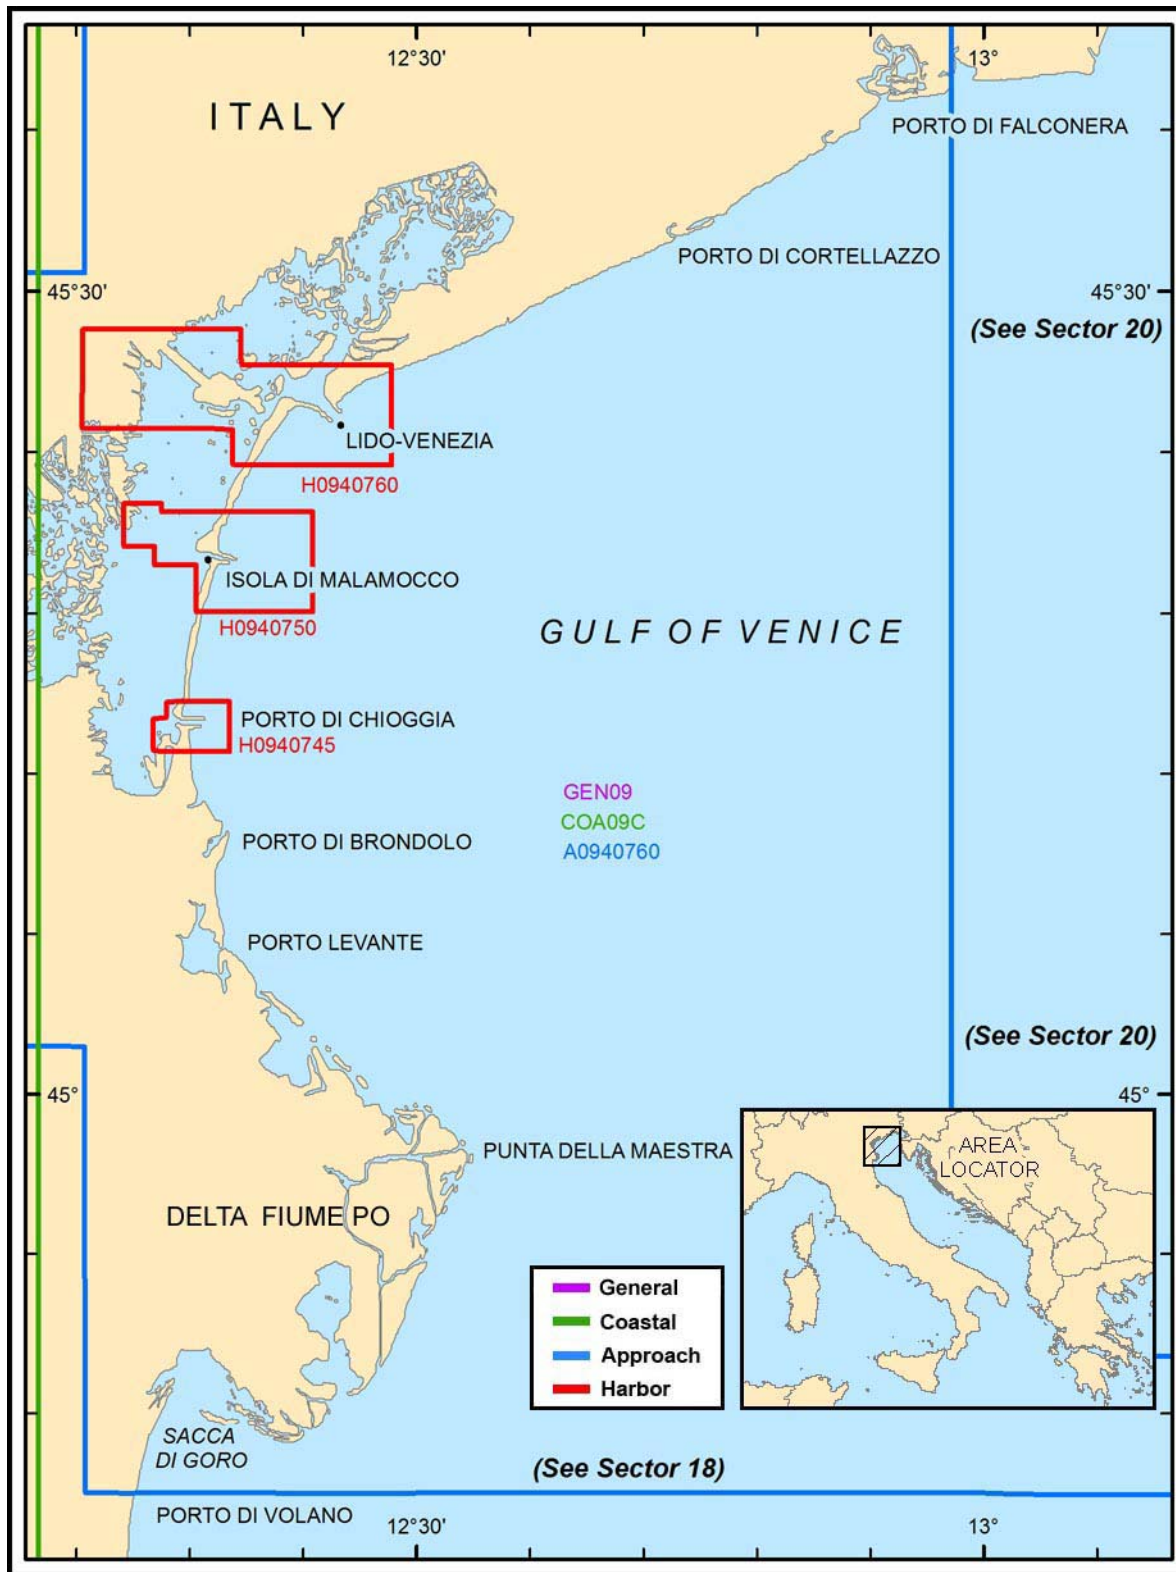 12°30'
13°
ITALY
PORTO DI FALCONERA
PORTO DI CORTELLAZZO
45°30'
45°30'
(See Sector 20)
LIDO-VENEZIA
H0940760
ISOLA DI MALAMOCCO
H0940750
GULF OF VENICE
PORTO DI CHIOGGIA
H0940745
GEN09
COA09C
A0940760
PORTO DI BRONDOLO
PORTO LEVANTE
(See Sector 20)
45°
45°
PUNTA DELLA MAESTRA
AREA
LOCATOR
DELTA FIUME PO
General
Coastal
Approach
Harbor
SACCA
DI GORO
(See Sector 18)
PORTO DI VOLANO
12°30'
13°